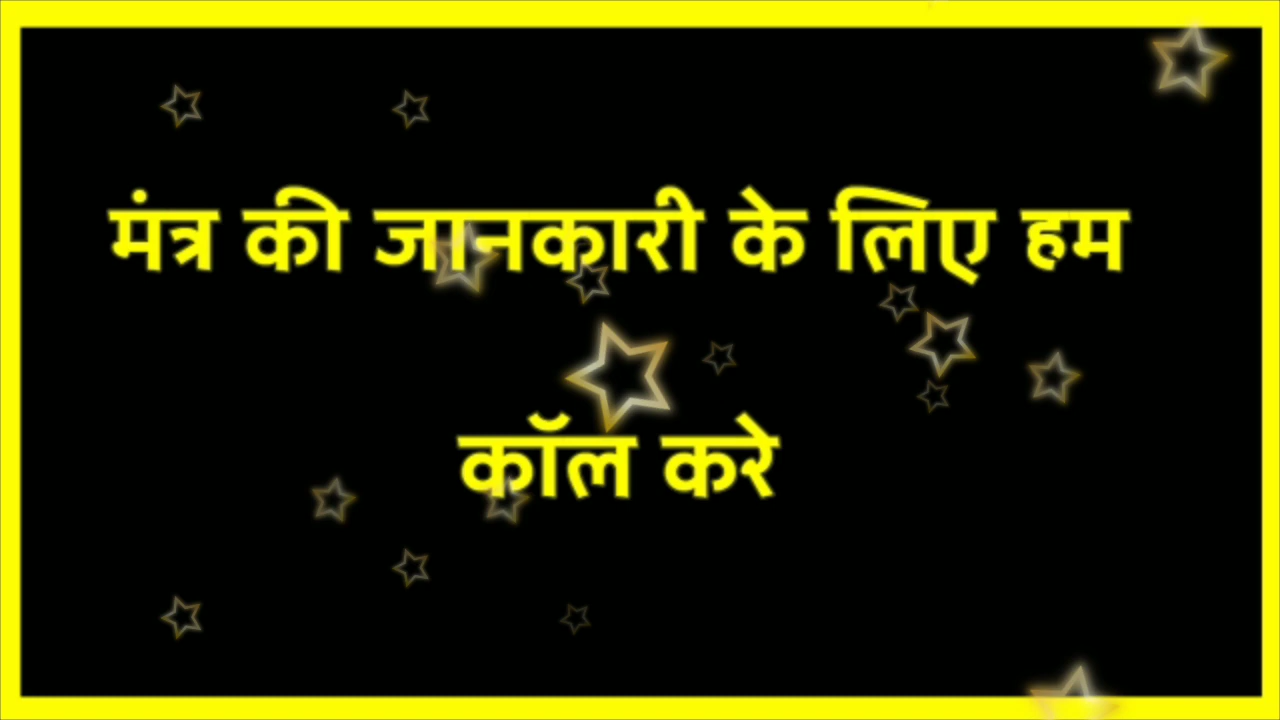 मंत्र की जानकारी के लिए हम
कॉल करे